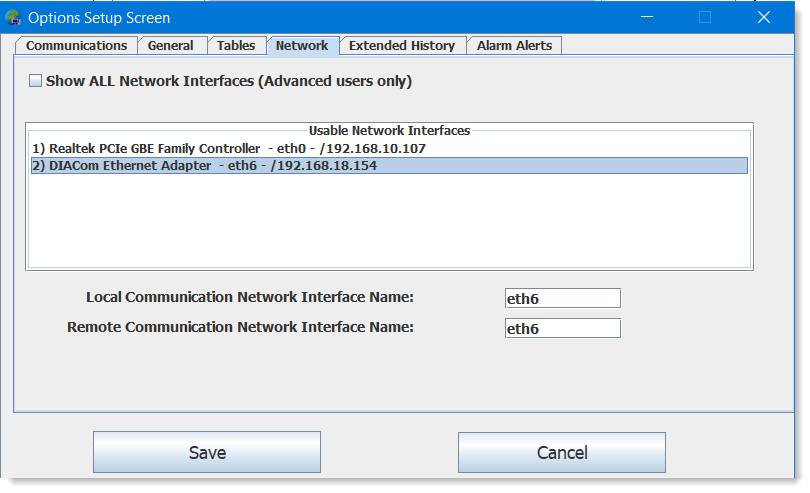 Options Setup Screen
Communications General Tables Network Extended History Alarm Alerts
Show ALL Network Interfaces (Advanced users only)
Usable Network Interfaces
1) Realtek PCIe GBE Family Controller - eth0 - /192.168.10.107
2) DIACom Ethernet Adapter - eth6 - /192.168.18.154
Local Communication Network Interface Name: eth6
Remote Communication Network Interface Name: eth6
Save Cancel